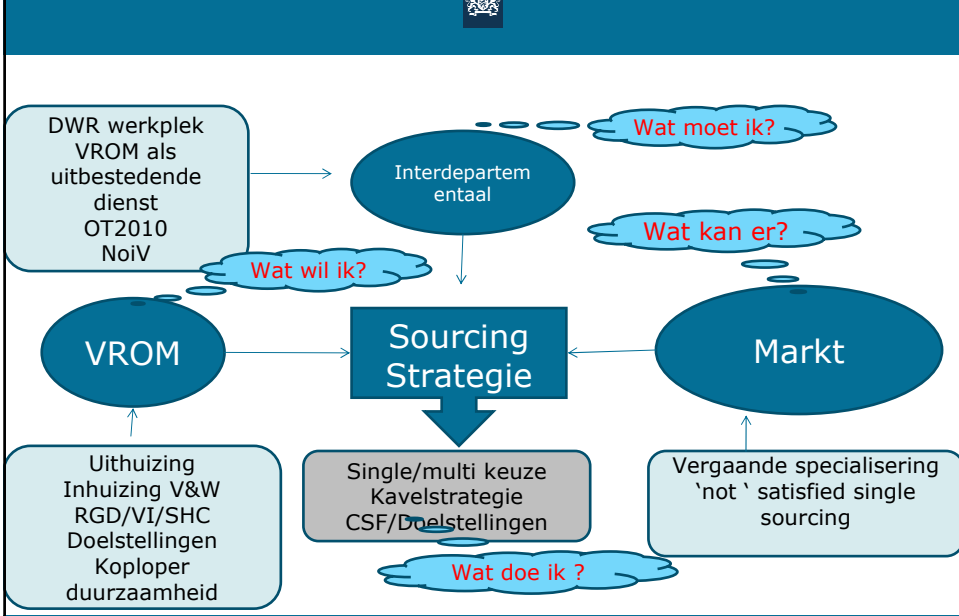 DWR werkplek
VROM als
uitbestedende
dienst
OT2010
NoiV
Interdepartem
entaal
Wat moet ik?
Wat kan er?
Wat wil ik?
VROM
Sourcing
Strategie
Markt
Uithuizing
Inhuizing V&W
RGD/VI/SHC
Doelstellingen
Koploper
duurzaamheid
Single/multi keuze
Kavelstrategie
CSF/Doelstellingen
Vergaande specialisering
‘not ‘ satisfied single
sourcing
Wat doe ik ?